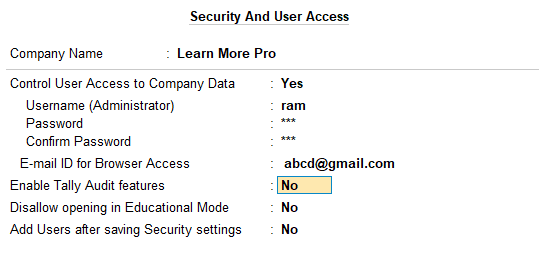 Security And User Access
Company Name : Learn More Pro
Control User Access to Company Data : Yes
Username (Administrator) : ram
Password : ***
Confirm Password : ***
E-mail ID for Browser Access : abcd@gmail.com
Enable Tally Audit features : No
Disallow opening in Educational Mode : No
Add Users after saving Security settings : No